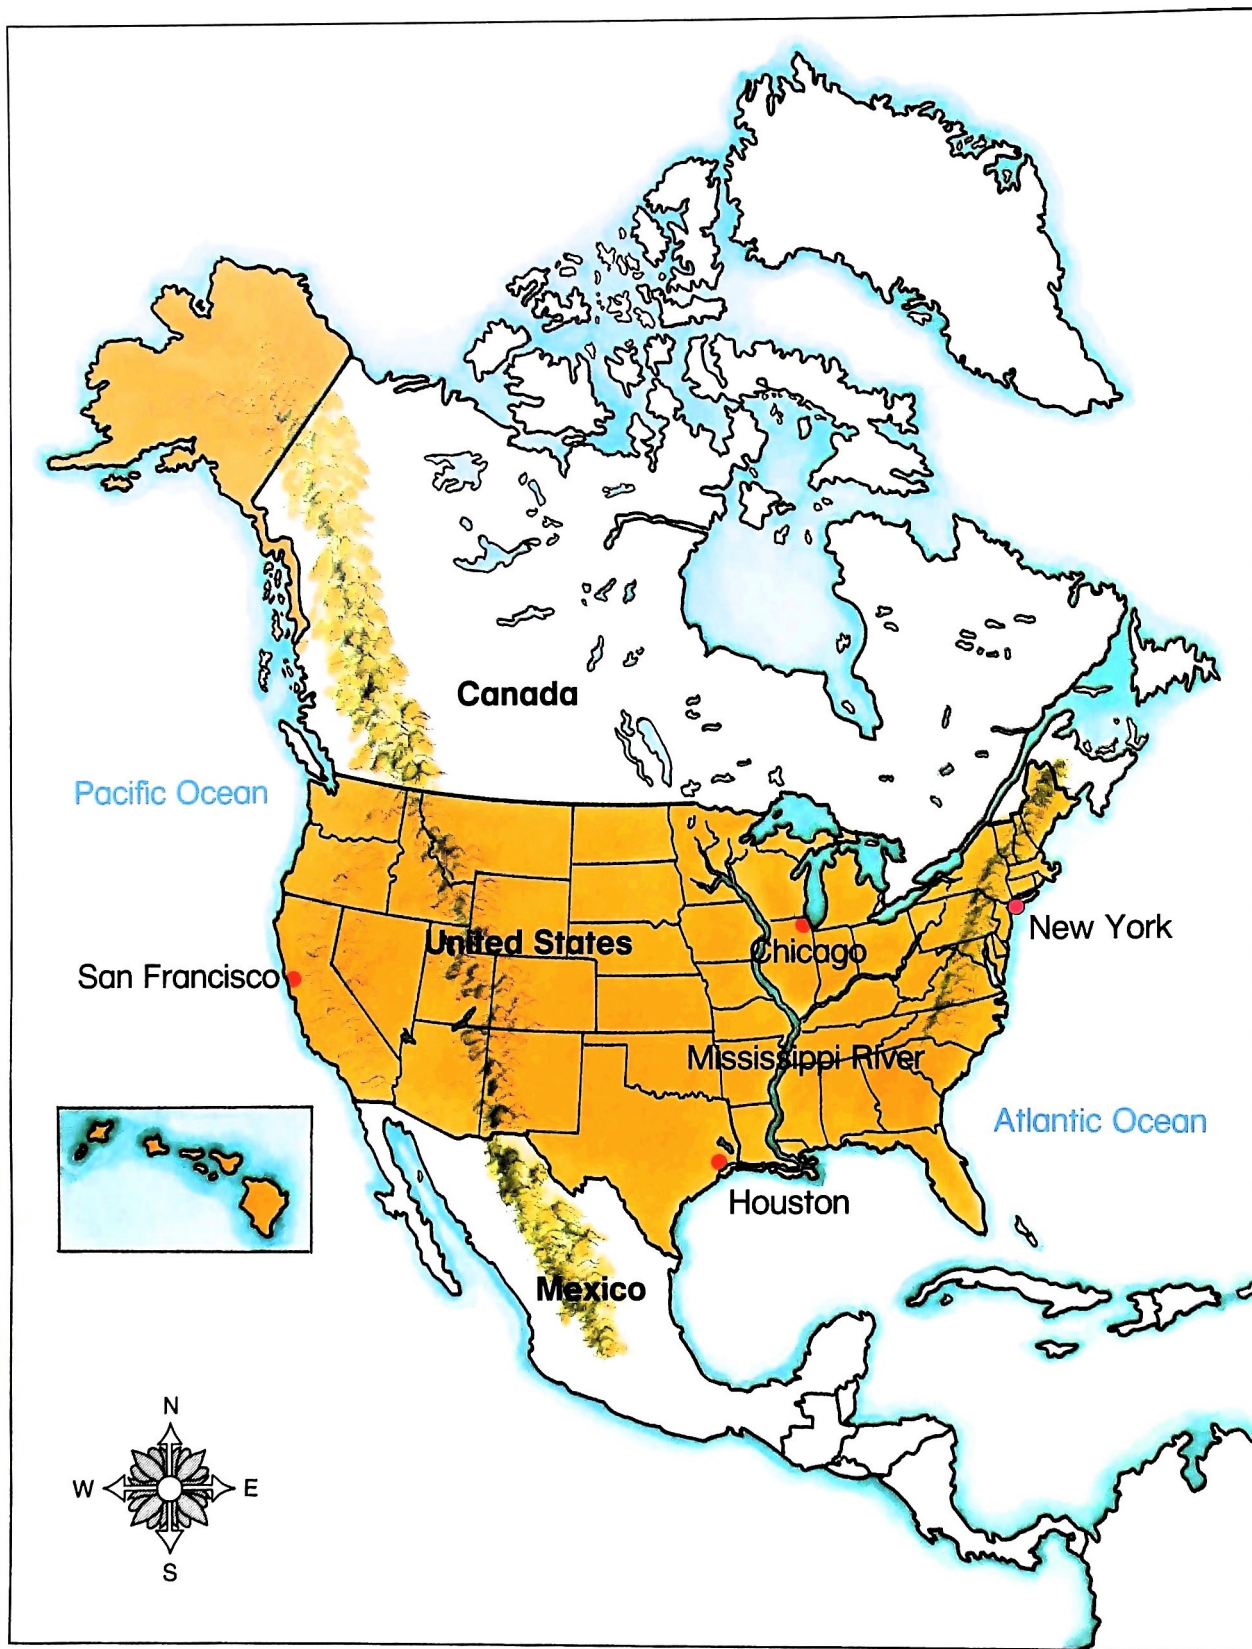 Canada
Pacific Ocean
New York
United States
Chicago
San Francisco
Mississippi River
Atlantic Ocean
Houston
Mexico
N
W E
S